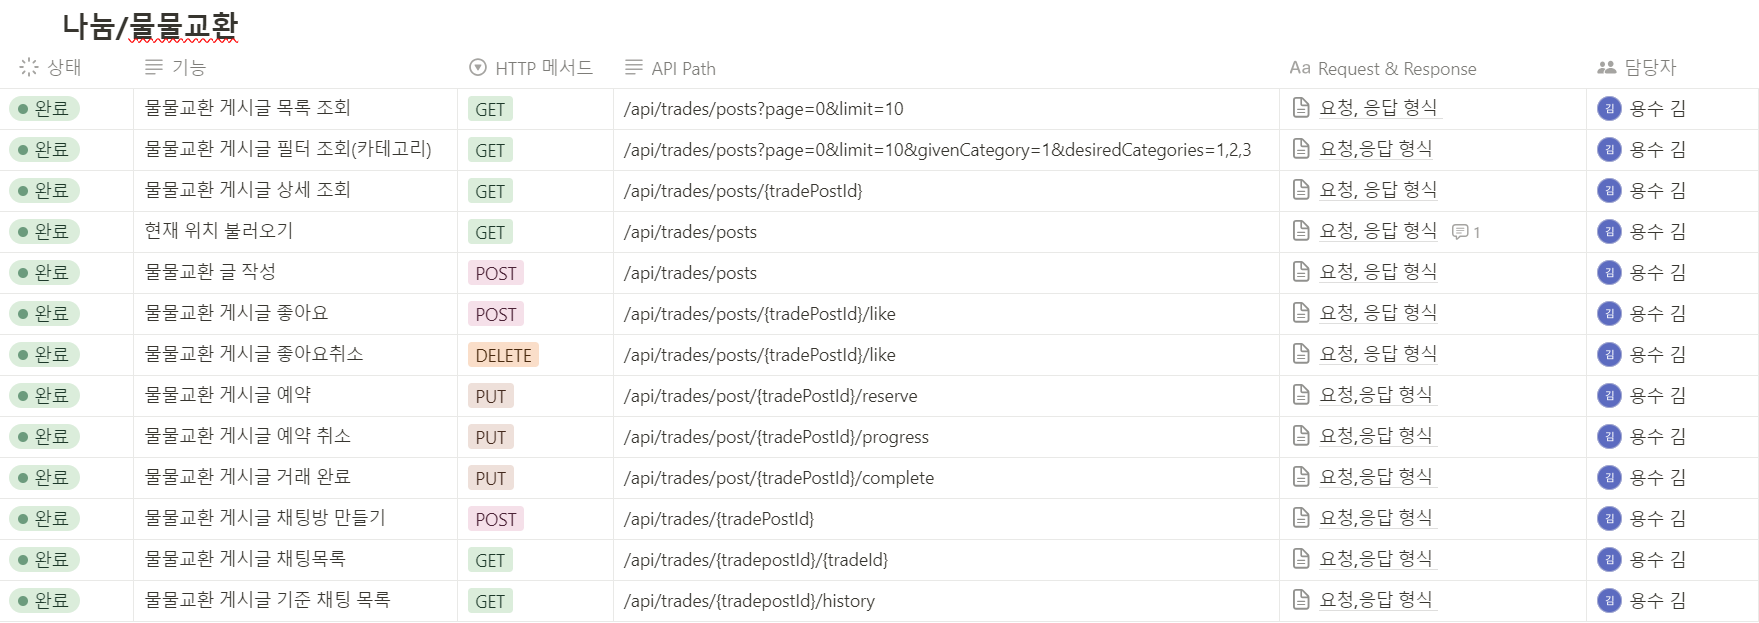 나눔/물물교환
상태 기능 HTTP 메서드 API Path Aa Request & Response 담당자
완료 물물교환 게시글 목록 조회 GET /api/trades/posts?page=0&limit=10 요청, 응답 형식 김 용수 김
완료 물물교환 게시글 필터 조회(카테고리) GET /api/trades/posts?page=0&limit=10&givenCategory=1&desiredCategories=1,2,3 요청,응답 형식 김 용수 김
완료 물물교환 게시글 상세 조회 GET /api/trades/posts/{tradePostId} 요청, 응답 형식 김 용수 김
완료 현재 위치 불러오기 GET /api/trades/posts 요청, 응답 형식 1 김 용수 김
완료 물물교환 글 작성 POST /api/trades/posts 요청, 응답 형식 김 용수 김
완료 물물교환 게시글 좋아요 POST /api/trades/posts/{tradePostId}/like 요청, 응답 형식 김 용수 김
완료 물물교환 게시글 좋아요취소 DELETE /api/trades/posts/{tradePostId}/like 요청, 응답 형식 김 용수 김
완료 물물교환 게시글 예약 PUT /api/trades/post/{tradePostId}/reserve 요청,응답 형식 김 용수 김
완료 물물교환 게시글 예약 취소 PUT /api/trades/post/{tradePostId}/progress 요청,응답 형식 김 용수 김
완료 물물교환 게시글 거래 완료 PUT /api/trades/post/{tradePostId}/complete 요청,응답 형식 김 용수 김
완료 물물교환 게시글 채팅방 만들기 POST /api/trades/{tradePostId} 요청,응답 형식 김 용수 김
완료 물물교환 게시글 채팅목록 GET /api/trades/{tradepostId}/{tradeId} 요청,응답 형식 김 용수 김
완료 물물교환 게시글 기준 채팅 목록 GET /api/trades/{tradepostId}/history 요청,응답 형식 김 용수 김